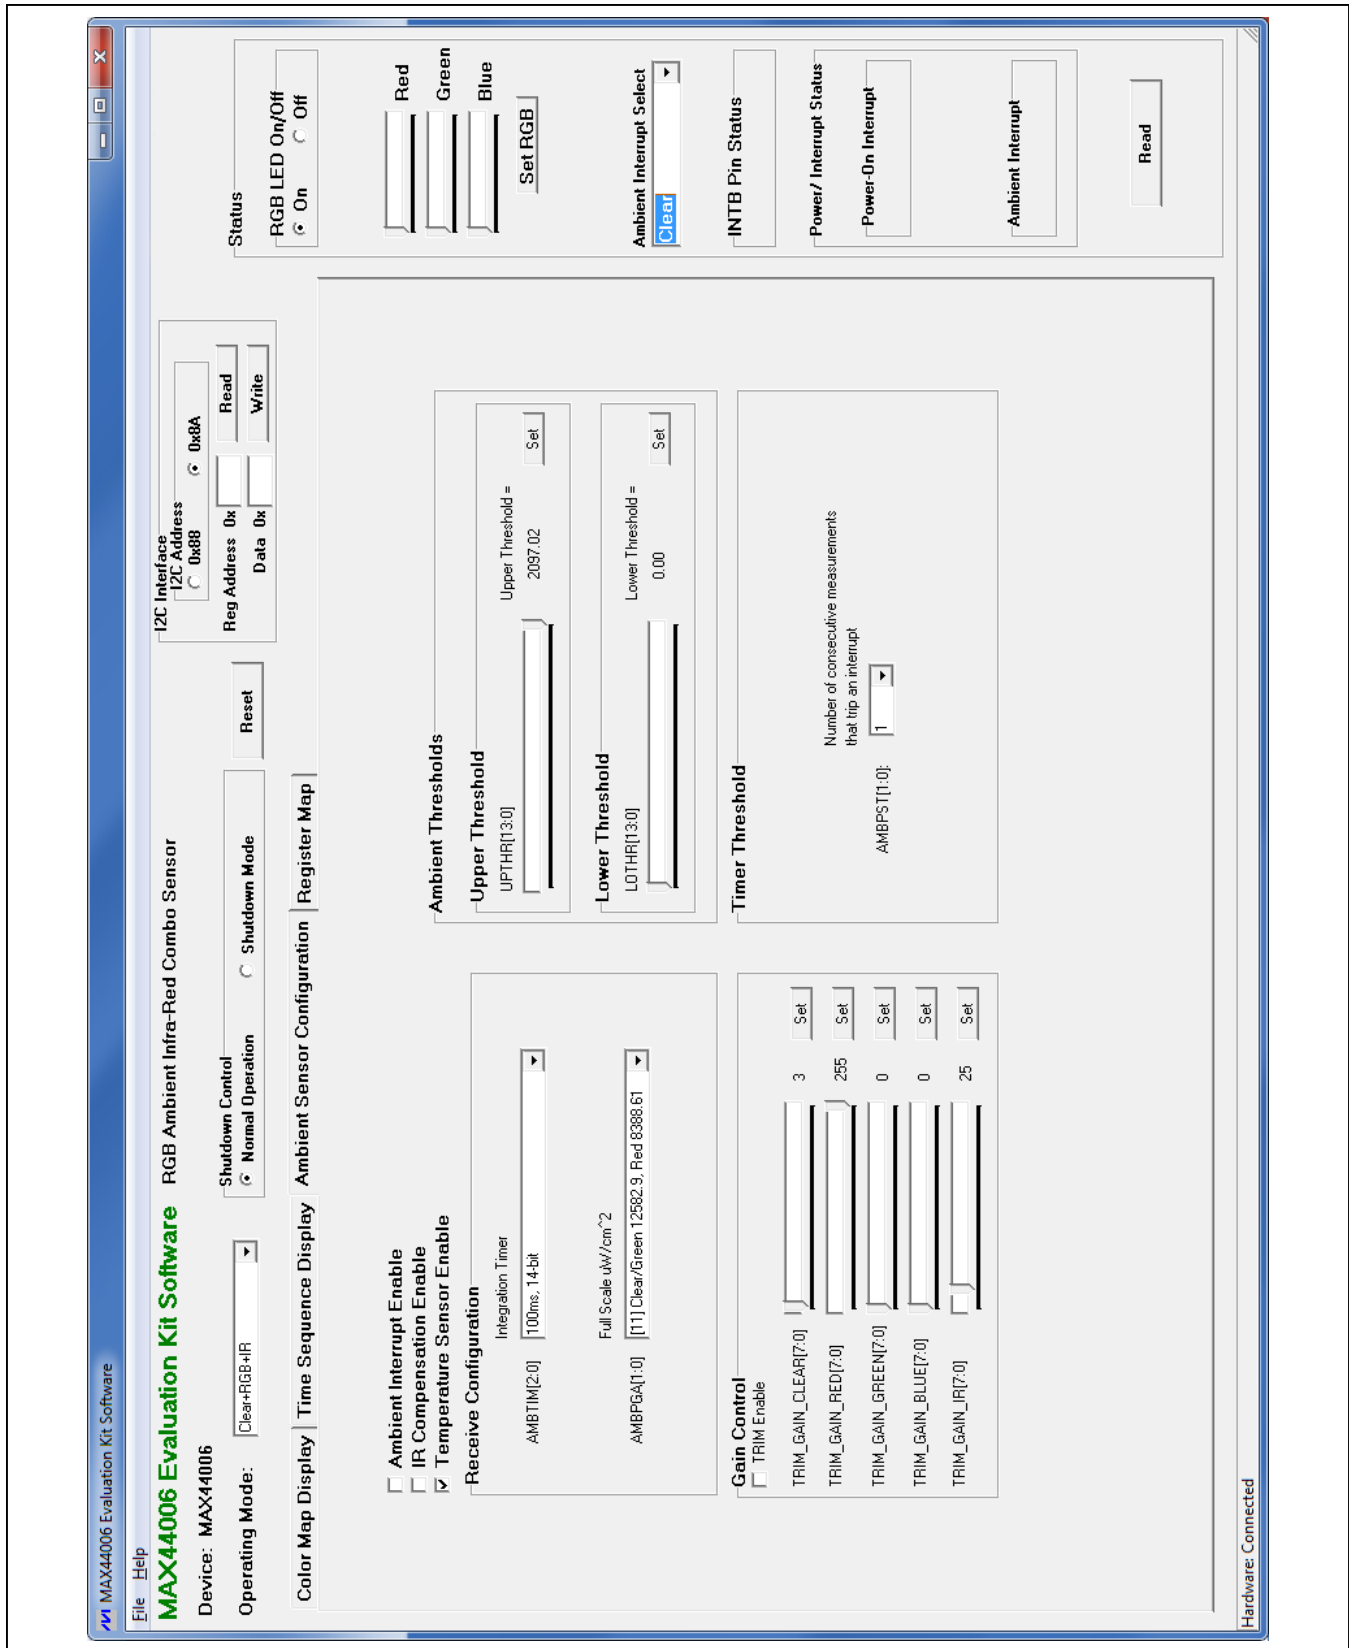 MAX44006 Evaluation Kit Software
File Help
MAX44006 Evaluation Kit Software RGB Ambient Infra-Red Combo Sensor
Device: MAX44006
Operating Mode: Clear+RGB+IR
Shutdown Control
Normal Operation Shutdown Mode
Reset
I2C Interface
I2C Address
0x88 0x8A
Reg Address 0x Read
Data 0x Write
Color Map Display Time Sequence Display Ambient Sensor Configuration Register Map
Ambient Interrupt Enable
IR Compensation Enable
Temperature Sensor Enable
Receive Configuration
Integration Timer
AMBTIM[2:0] 100ms, 14-bit
Full Scale uW/cm^2
AMBPGA[1:0] [11] Clear/Green 12582.9, Red 8388.61
Gain Control
TRIM Enable
TRIM_GAIN_CLEAR[7:0] 3 Set
TRIM_GAIN_RED[7:0] 255 Set
TRIM_GAIN_GREEN[7:0] 0 Set
TRIM_GAIN_BLUE[7:0] 0 Set
TRIM_GAIN_IR[7:0] 25 Set
Ambient Thresholds
Upper Threshold
UPTHR[13:0] Upper Threshold =
2097.02 Set
Lower Threshold
LOTHR[13:0] Lower Threshold =
0.00 Set
Timer Threshold
Number of consecutive measurements
that trip an interrupt
AMBPST[1:0]: 1
Status
RGB LED On/Off
On Off
Red
Green
Blue
Set RGB
Ambient Interrupt Select
Clear
INTB Pin Status
Power/ Interrupt Status
Power-On Interrupt
Ambient Interrupt
Read
Hardware: Connected